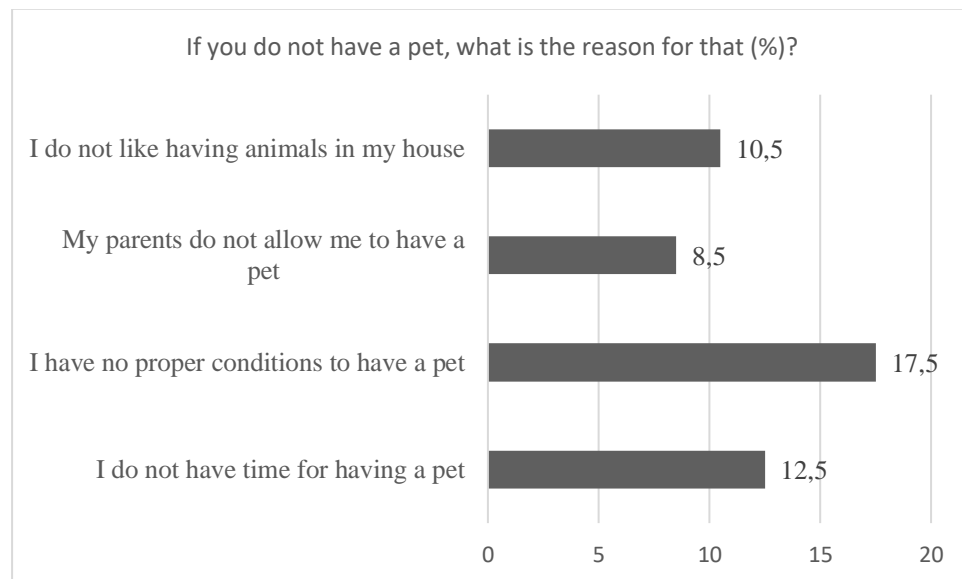 If you do not have a pet, what is the reason for that (%)?
I do not like having animals in my house
10,5
My parents do not allow me to have a
pet
8,5
I have no proper conditions to have a pet
17,5
I do not have time for having a pet
12,5
0 5 10 15 20